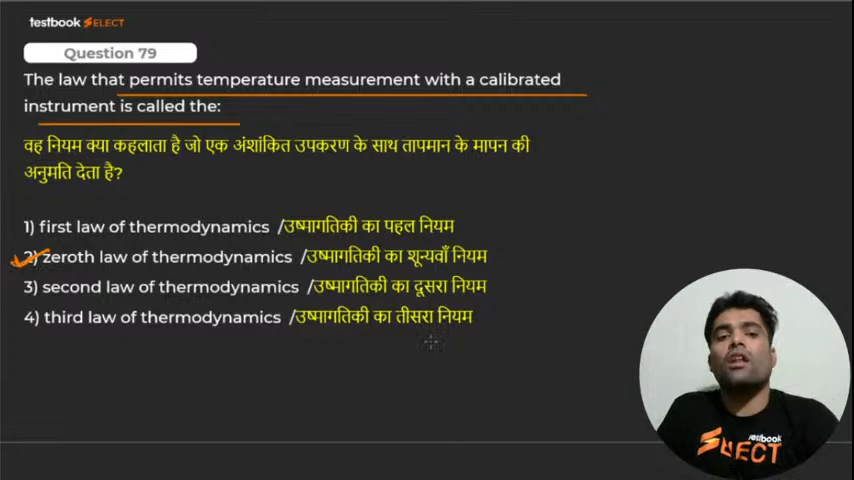 testbook SELECT
Question 79
The law that permits temperature measurement with a calibrated
instrument is called the:
वह नियम क्या कहलाता है जो एक अंशांकित उपकरण के साथ तापमान के मापन की
अनुमति देता है?
1) first law of thermodynamics /उष्मागतिकी का पहल नियम
2) zeroth law of thermodynamics /उष्मागतिकी का शून्यवाँ नियम
3) second law of thermodynamics /उष्मागतिकी का दूसरा नियम
4) third law of thermodynamics /उष्मागतिकी का तीसरा नियम
testbook
SELECT